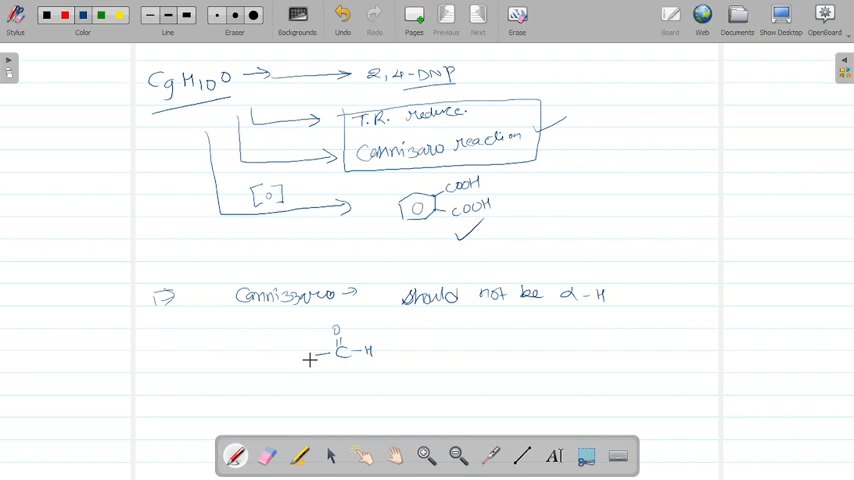 Stylus Color Line Eraser Backgrounds Undo Redo Pages Previous Next Erase Board Web Documents Show Desktop OpenBoard
C9H10O → → 2,4-DNP
T.R. reduce.
Cannizaro reaction
[O] COOH
O COOH
⇒ Cannizzaro → should not be α-H
O
C-H